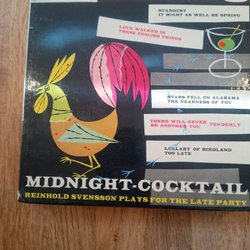 STARDUST
IT MIGHT AS WELL BE SPRING
LOVE WALKED IN
THESE FOOLISH THINGS
STARS FELL ON ALABAMA
THE NEARNESS OF YOU
THERE WILL NEVER
BE ANOTHER YOU TENDERLY
LULLABY OF BIRDLAND
TOO LATE
MIDNIGHT-COCKTAIL
REINHOLD SVENSSON PLAYS FOR THE LATE PARTY